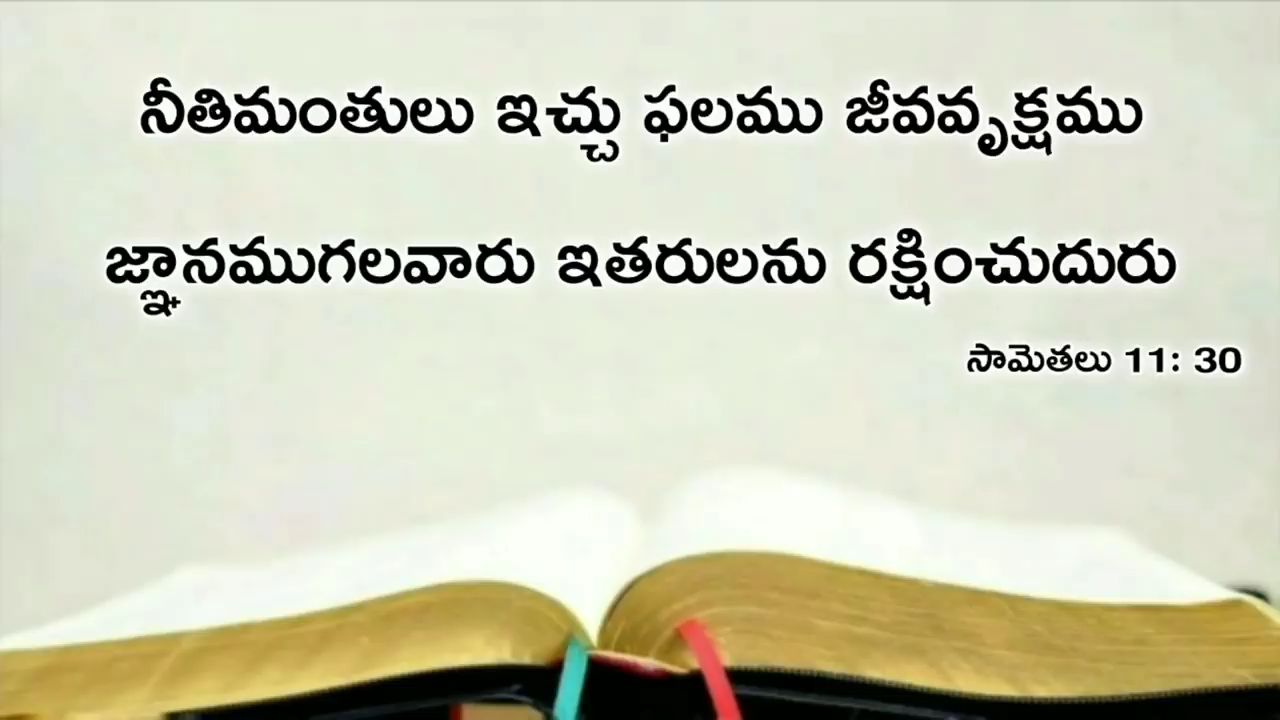 నీతిమంతులు ఇచ్చు ఫలము జీవవృక్షము
జ్ఞానముగలవారు ఇతరులను రక్షించుదురు
సామెతలు 11: 30